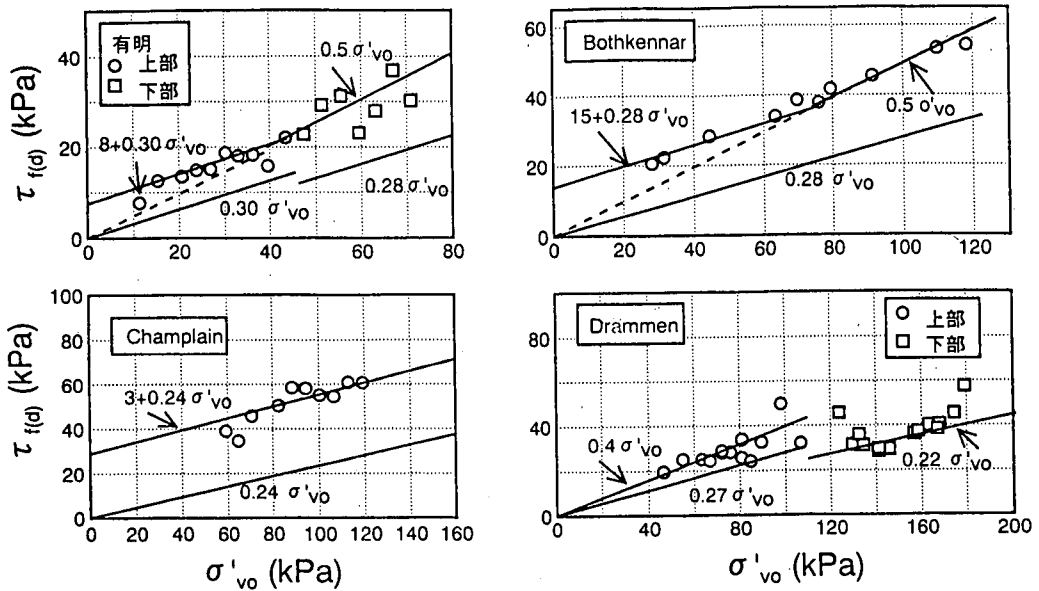 有明
○ 上部
□ 下部
0.5 σ'vo
8+0.30 σ'vo
0.30 σ'vo
0.28 σ'vo
τ f(d) (kPa)
40
20
0
0 20 40 60 80
Bothkennar
15+0.28 σ'vo
0.5 σ'vo
0.28 σ'vo
60
40
20
0
0 20 40 60 80 100 120
Champlain
3+0.24 σ'vo
0.24 σ'vo
τ f(d) (kPa)
100
80
60
40
20
0
0 20 40 60 80 100 120 140 160
σ'vo (kPa)
Drammen
○ 上部
□ 下部
0.4 σ'vo
0.27 σ'vo
0.22 σ'vo
80
40
0
0 40 80 120 160 200
σ'vo (kPa)